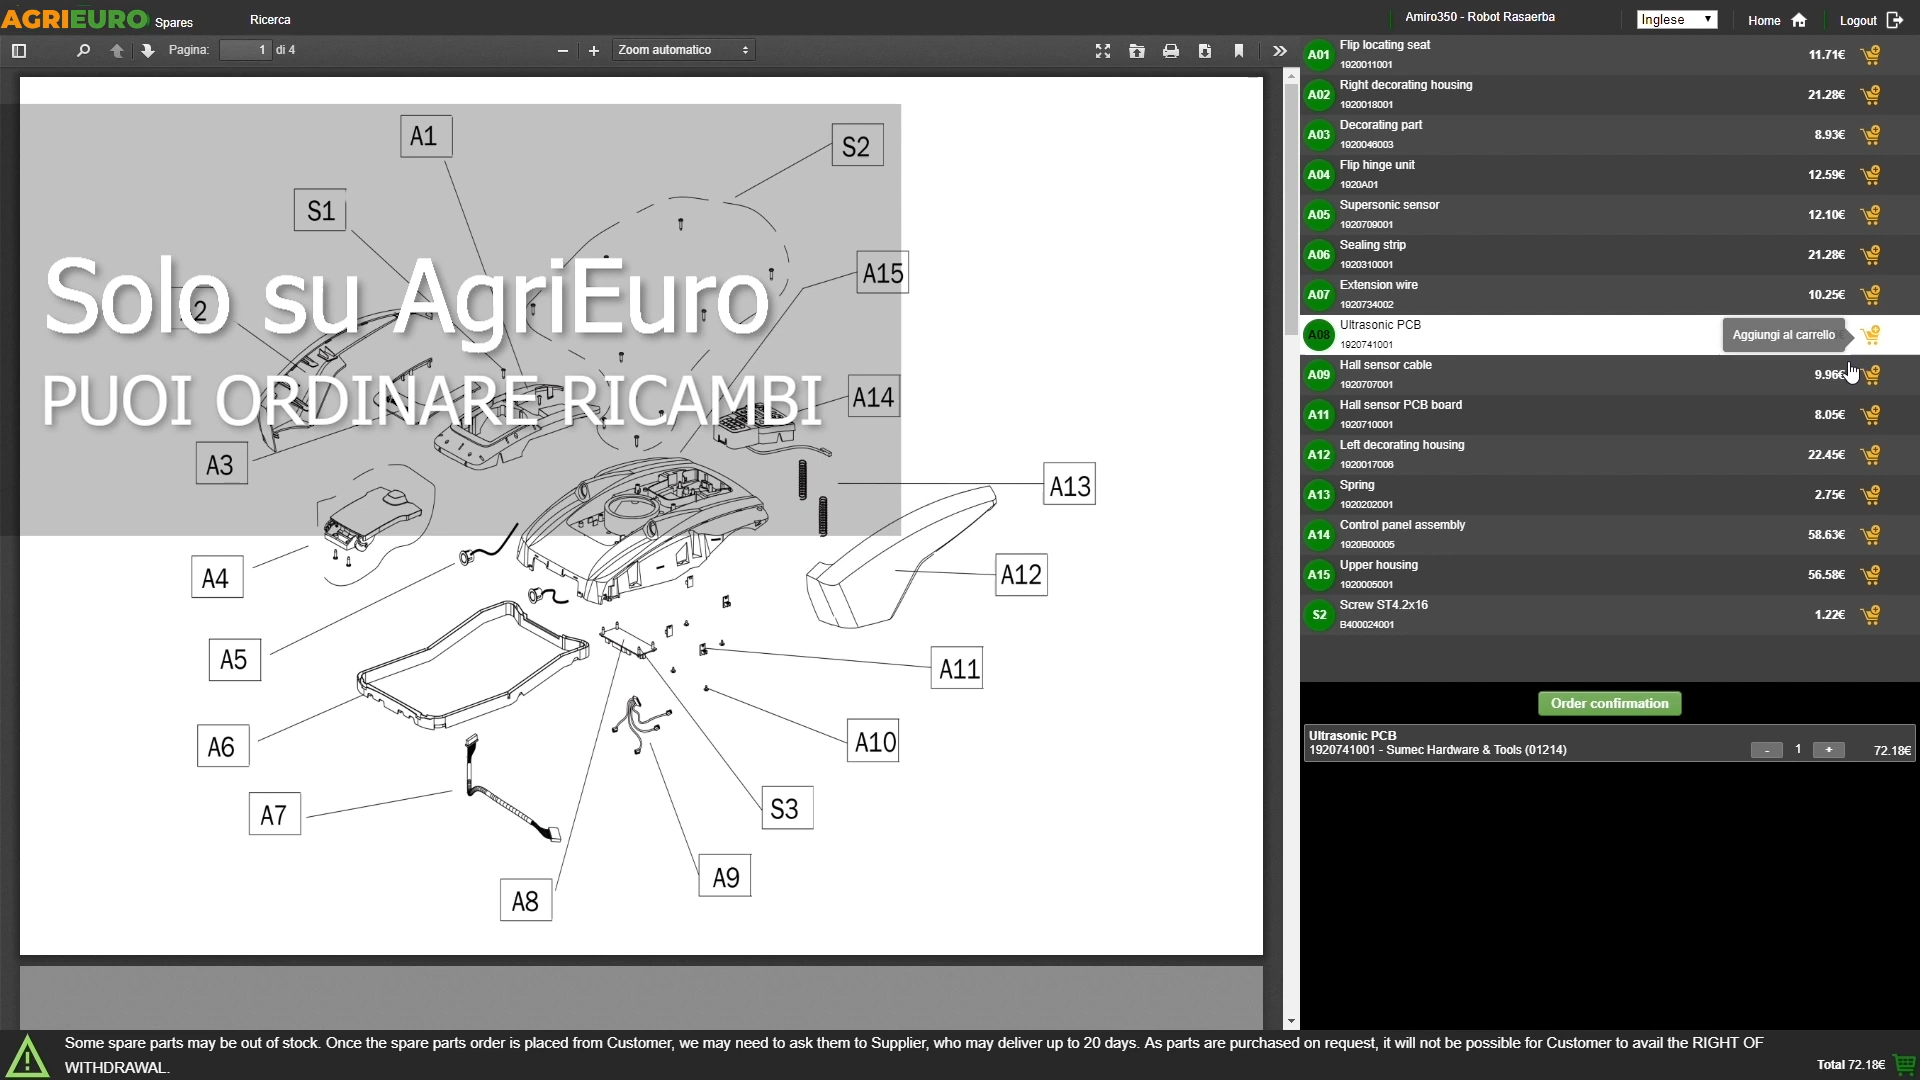 AGRIEURO Spares
Ricerca
Amiro350 - Robot Rasaerba
Inglese
Home
Logout
Pagina: 1 di 4
Zoom automatico
A1
S2
S1
A15
2
Solo su AgriEuro
PUOI ORDINARE RICAMBI
A14
A3
A13
A4
A12
A5
A11
A6
A10
A7
S3
A9
A8
A01 Flip locating seat
1920011001
11.71€
A02 Right decorating housing
1920018001
21.28€
A03 Decorating part
1920046003
8.93€
A04 Flip hinge unit
1920A01
12.59€
A05 Supersonic sensor
1920709001
12.10€
A06 Sealing strip
1920310001
21.28€
A07 Extension wire
1920734002
10.25€
A08 Ultrasonic PCB
1920741001
Aggiungi al carrello
A09 Hall sensor cable
1920707001
9.96€
A11 Hall sensor PCB board
1920710001
8.05€
A12 Left decorating housing
1920017006
22.45€
A13 Spring
1920202001
2.75€
A14 Control panel assembly
1920B00005
58.63€
A15 Upper housing
1920005001
56.58€
S2 Screw ST4.2x16
B400024001
1.22€
Order confirmation
Ultrasonic PCB
1920741001 - Sumec Hardware & Tools (01214)
- 1 + 72.18€
Some spare parts may be out of stock. Once the spare parts order is placed from Customer, we may need to ask them to Supplier, who may deliver up to 20 days. As parts are purchased on request, it will not be possible for Customer to avail the RIGHT OF
WITHDRAWAL.
Total 72.18€